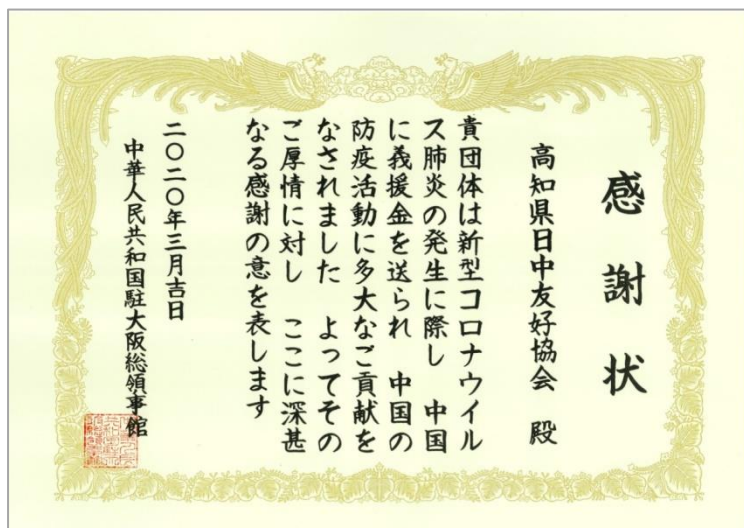 感謝状
高知県日中友好協会 殿
貴団体は新型コロナウイル
ス肺炎の発生に際し 中国
に義援金を送られ 中国の
防疫活動に多大なご貢献を
なされました よってその
ご厚情に対し ここに深甚
なる感謝の意を表します
二〇二〇年三月吉日
中華人民共和国駐大阪総領事館